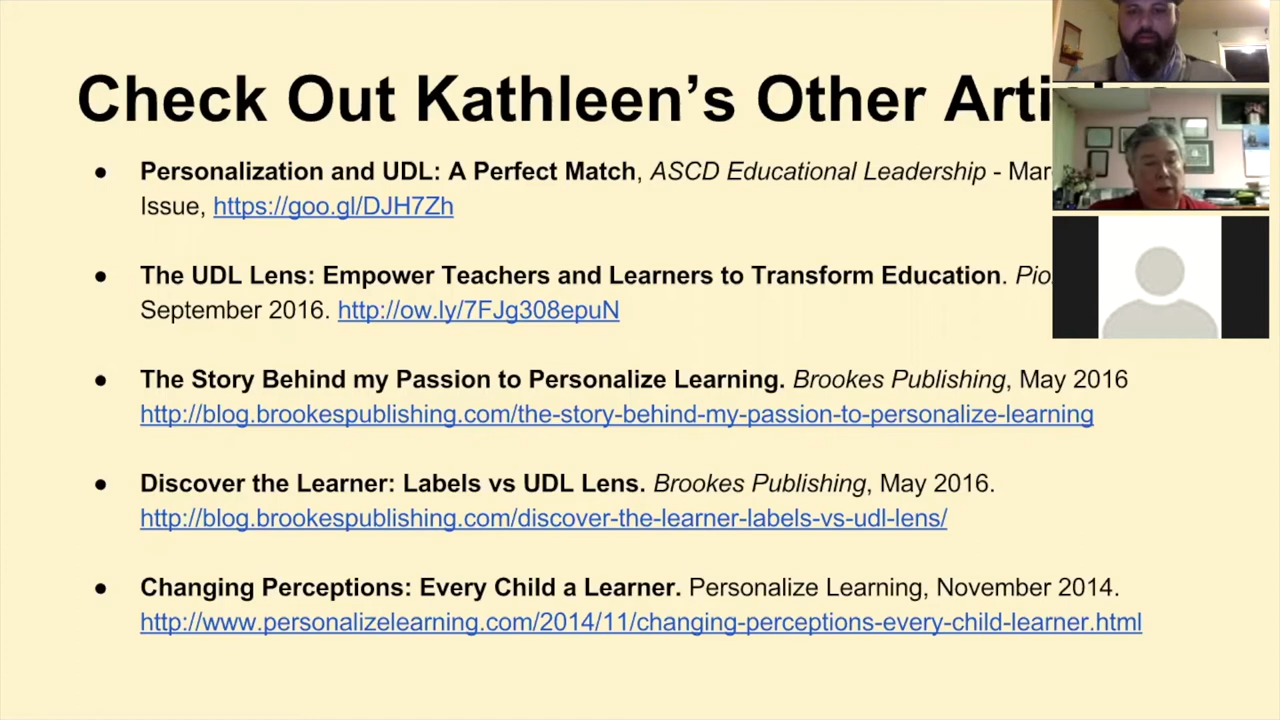 Check Out Kathleen's Other
● Personalization and UDL: A Perfect Match, ASCD Educational Leadership -
Issue, https://goo.gl/DJH7Zh
● The UDL Lens: Empower Teachers and Learners to Transform Education.
September 2016. http://ow.ly/7FJg308epuN
● The Story Behind my Passion to Personalize Learning. Brookes Publishing, May 2016
http://blog.brookespublishing.com/the-story-behind-my-passion-to-personalize-learning
● Discover the Learner: Labels vs UDL Lens. Brookes Publishing, May 2016.
http://blog.brookespublishing.com/discover-the-learner-labels-vs-udl-lens/
● Changing Perceptions: Every Child a Learner. Personalize Learning, November 2014.
http://www.personalizelearning.com/2014/11/changing-perceptions-every-child-learner.html